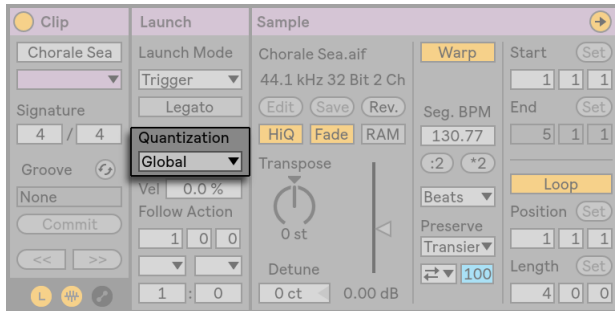 Clip
Chorale Sea
Signature
4 / 4
Groove
None
Commit
<< >>
L
Launch
Launch Mode
Trigger
Legato
Quantization
Global
Vel 0.0 %
Follow Action
1 0 0
1 : 0
Sample
Chorale Sea.aif
44.1 kHz 32 Bit 2 Ch
Edit Save Rev.
HiQ Fade RAM
Transpose
0 st
Detune
0 ct 0.00 dB
Warp
Seg. BPM
130.77
:2 *2
Beats
Preserve
Transier
100
Start Set
1 1 1
End Set
5 1 1
Loop
Position Set
1 1 1
Length Set
4 0 0